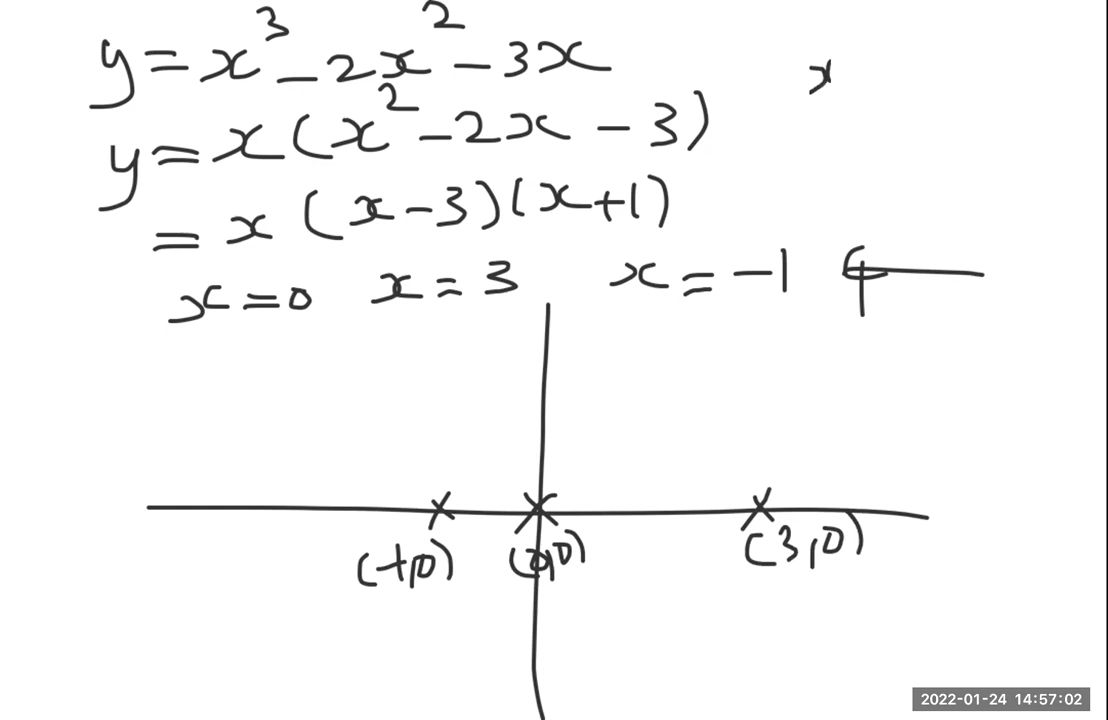 y = x³ - 2x² - 3x
x
y = x(x² - 2x - 3)
= x (x-3)(x+1)
x=0 x=3 x=-1
(-1,0) (0,0) (3,0)
2022-01-24 14:57:02